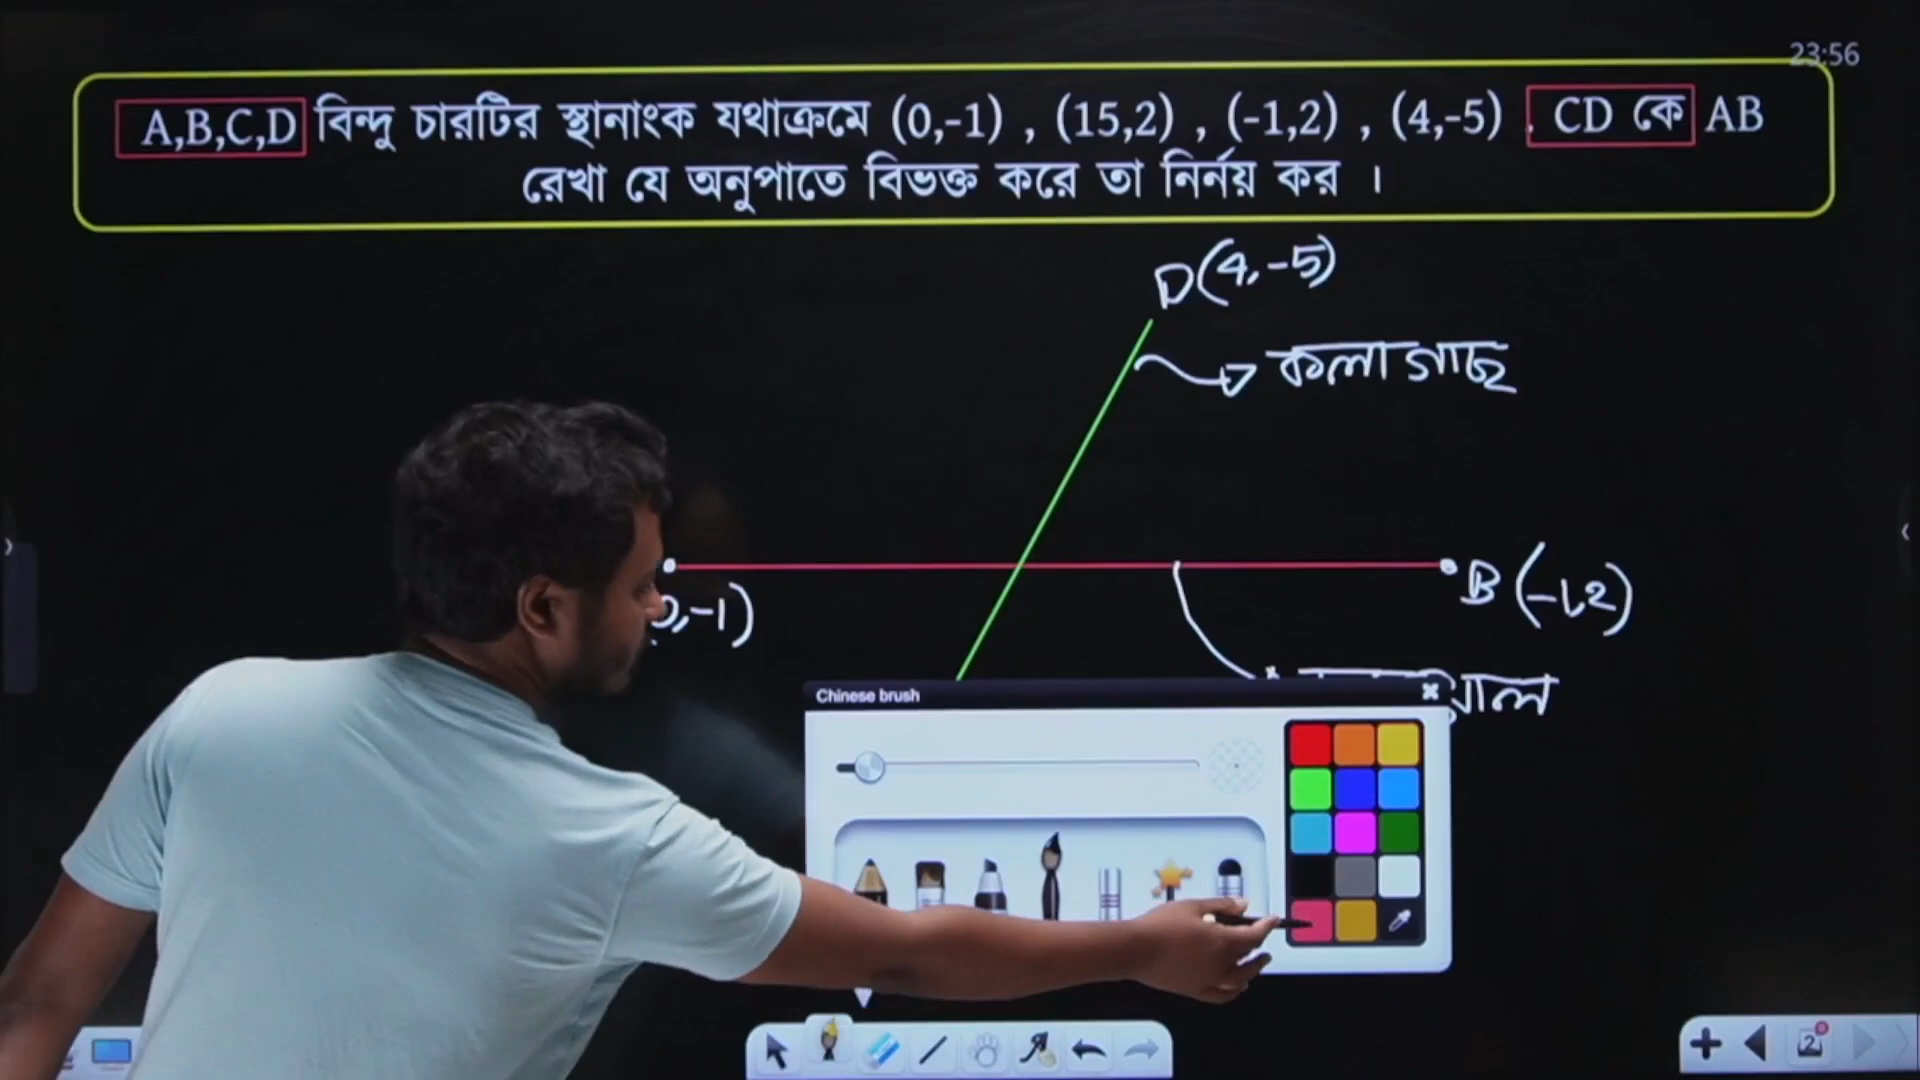 23:56
A,B,C,D বিন্দু চারটির স্থানাংক যথাক্রমে (0,-1) , (15,2) , (-1,2) , (4,-5) . CD কে AB
রেখা যে অনুপাতে বিভক্ত করে তা নির্নয় কর ।
D(4,-5)
কলাগাছ
0,-1)
B(-1,2)
Chinese brush
2